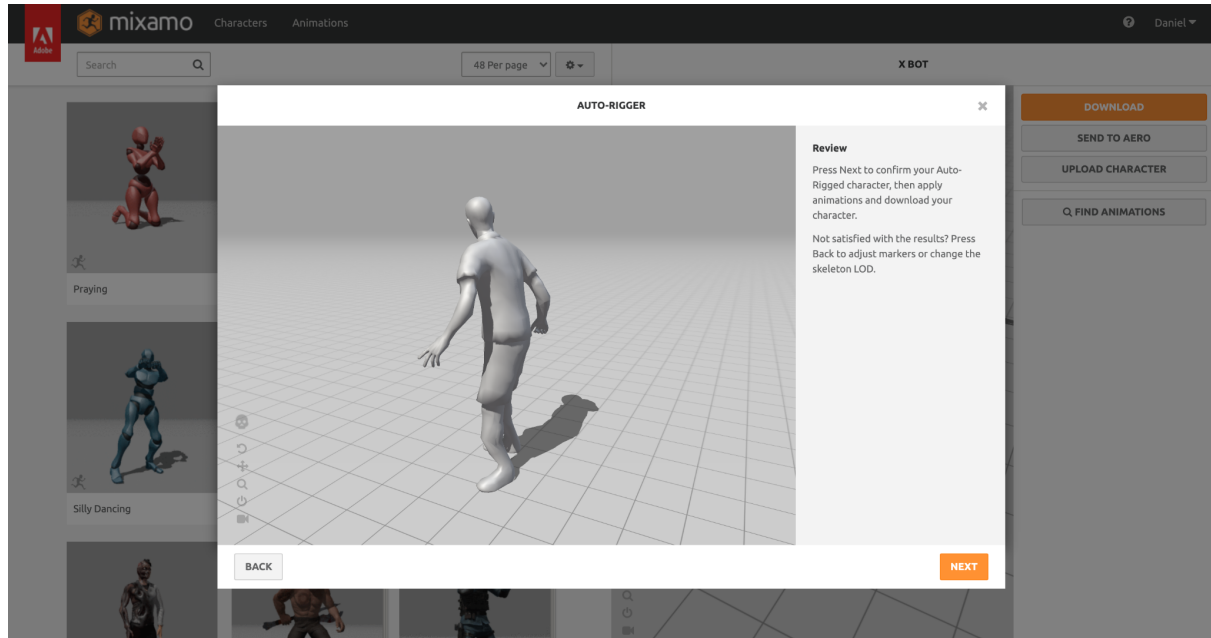 Adobe
mixamo
Characters
Animations
Daniel
Search
48 Per page
X BOT
AUTO-RIGGER
DOWNLOAD
SEND TO AERO
UPLOAD CHARACTER
FIND ANIMATIONS
Review
Press Next to confirm your Auto-
Rigged character, then apply
animations and download your
character.
Not satisfied with the results? Press
Back to adjust markers or change the
skeleton LOD.
Praying
Silly Dancing
BACK
NEXT